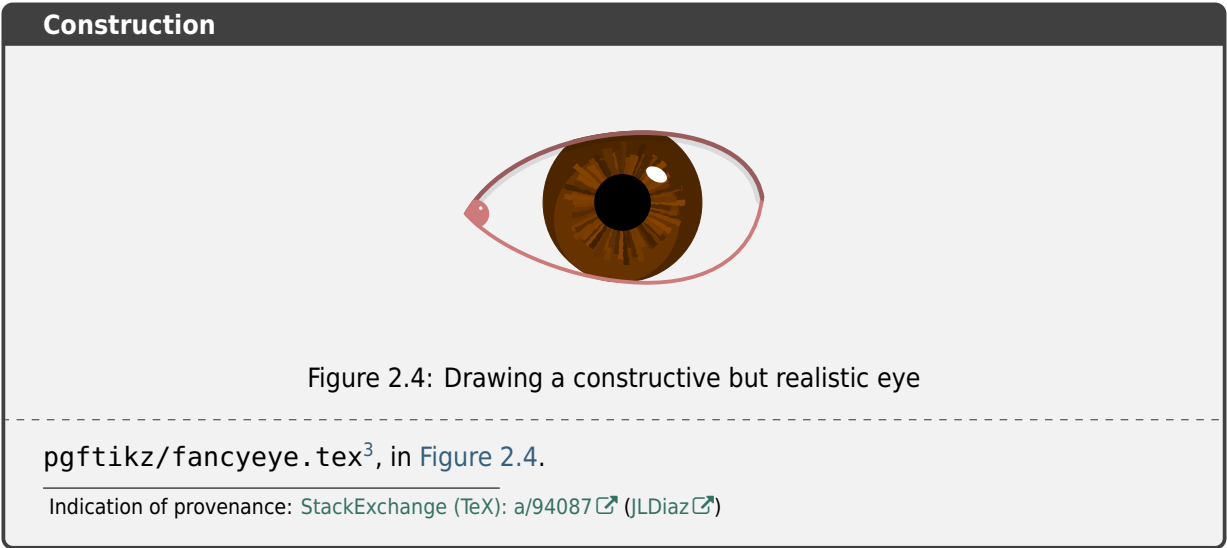 Construction
Figure 2.4: Drawing a constructive but realistic eye
pgftikz/fancyeye.tex³, in Figure 2.4.
Indication of provenance: StackExchange (TeX): a/94087 (JLDiaz)